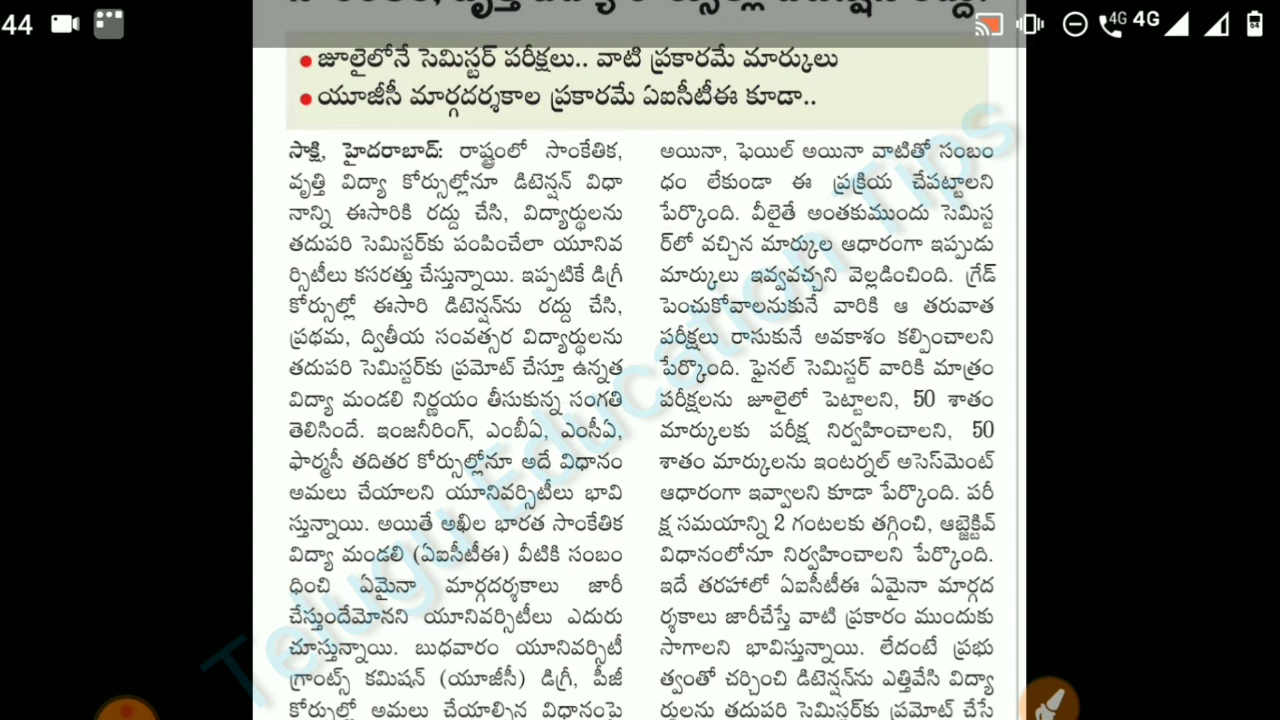 44
4G 4G
• జూలైలోనే సెమిస్టర్ పరీక్షలు.. వాటి ప్రకారమే మార్కులు
• యూజీసీ మార్గదర్శకాల ప్రకారమే ఏఐసీటీఈ కూడా..
సాక్షి, హైదరాబాద్: రాష్ట్రంలో సాంకేతిక,
వృత్తి విద్యా కోర్సుల్లోనూ డిటెన్షన్ విధా
నాన్ని ఈసారికి రద్దు చేసి, విద్యార్థులను
తదుపరి సెమిస్టర్‌కు పంపించేలా యూనివ
ర్సిటీలు కసరత్తు చేస్తున్నాయి. ఇప్పటికే డిగ్రీ
కోర్సుల్లో ఈసారి డిటెన్షన్‌ను రద్దు చేసి,
ప్రథమ, ద్వితీయ సంవత్సర విద్యార్థులను
తదుపరి సెమిస్టర్‌కు ప్రమోట్ చేస్తూ ఉన్నత
విద్యా మండలి నిర్ణయం తీసుకున్న సంగతి
తెలిసిందే. ఇంజనీరింగ్, ఎంబీఏ, ఎంసీఏ,
ఫార్మసీ తదితర కోర్సుల్లోనూ అదే విధానం
అమలు చేయాలని యూనివర్సిటీలు భావి
స్తున్నాయి. అయితే అఖిల భారత సాంకేతిక
విద్యా మండలి (ఏఐసీటీఈ) వీటికి సంబం
ధించి ఏమైనా మార్గదర్శకాలు జారీ
చేస్తుందేమోనని యూనివర్సిటీలు ఎదురు
చూస్తున్నాయి. బుధవారం యూనివర్సిటీ
గ్రాంట్స్ కమిషన్ (యూజీసీ) డిగ్రీ, పీజీ
కోర్సుల్లో అమలు చేయాల్సిన విధానంపై
అయినా, ఫెయిల్ అయినా వాటితో సంబం
ధం లేకుండా ఈ ప్రక్రియ చేపట్టాలని
పేర్కొంది. వీలైతే అంతకుముందు సెమిస్ట
ర్‌లో వచ్చిన మార్కుల ఆధారంగా ఇప్పుడు
మార్కులు ఇవ్వవచ్చని వెల్లడించింది. గ్రేడ్
పెంచుకోవాలనుకునే వారికి ఆ తరువాత
పరీక్షలు రాసుకునే అవకాశం కల్పించాలని
పేర్కొంది. ఫైనల్ సెమిస్టర్ వారికి మాత్రం
పరీక్షలను జూలైలో పెట్టాలని, 50 శాతం
మార్కులకు పరీక్ష నిర్వహించాలని, 50
శాతం మార్కులను ఇంటర్నల్ అసెస్‌మెంట్
ఆధారంగా ఇవ్వాలని కూడా పేర్కొంది. పరీ
క్ష సమయాన్ని 2 గంటలకు తగ్గించి, ఆబ్జెక్టివ్
విధానంలోనూ నిర్వహించాలని పేర్కొంది.
ఇదే తరహాలో ఏఐసీటీఈ ఏమైనా మార్గద
ర్శకాలు జారీచేస్తే వాటి ప్రకారం ముందుకు
సాగాలని భావిస్తున్నాయి. లేదంటే ప్రభు
త్వంతో చర్చించి డిటెన్షన్‌ను ఎత్తివేసి విద్యా
ర్థులను తదుపరి సెమిస్టర్‌కు ప్రమోట్ చేసే
Telugu Education Tips